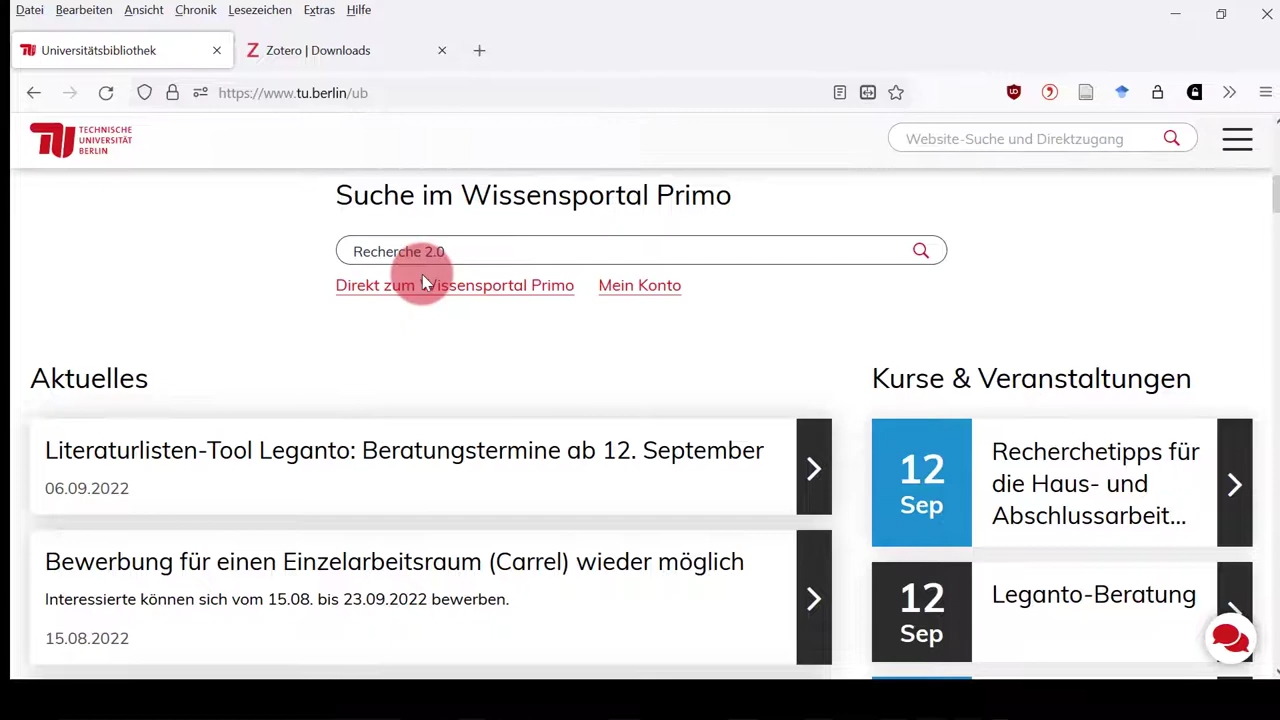 Datei Bearbeiten Ansicht Chronik Lesezeichen Extras Hilfe
Universitätsbibliothek
Zotero | Downloads
https://www.tu.berlin/ub
TECHNISCHE
UNIVERSITÄT
BERLIN
Website-Suche und Direktzugang
Suche im Wissensportal Primo
Recherche 2.0
Direkt zum Wissensportal Primo Mein Konto
Aktuelles
Literaturlisten-Tool Leganto: Beratungstermine ab 12. September
06.09.2022
Bewerbung für einen Einzelarbeitsraum (Carrel) wieder möglich
Interessierte können sich vom 15.08. bis 23.09.2022 bewerben.
15.08.2022
Kurse & Veranstaltungen
12
Sep
Recherchetipps für
die Haus- und
Abschlussarbeit...
12
Sep
Leganto-Beratung